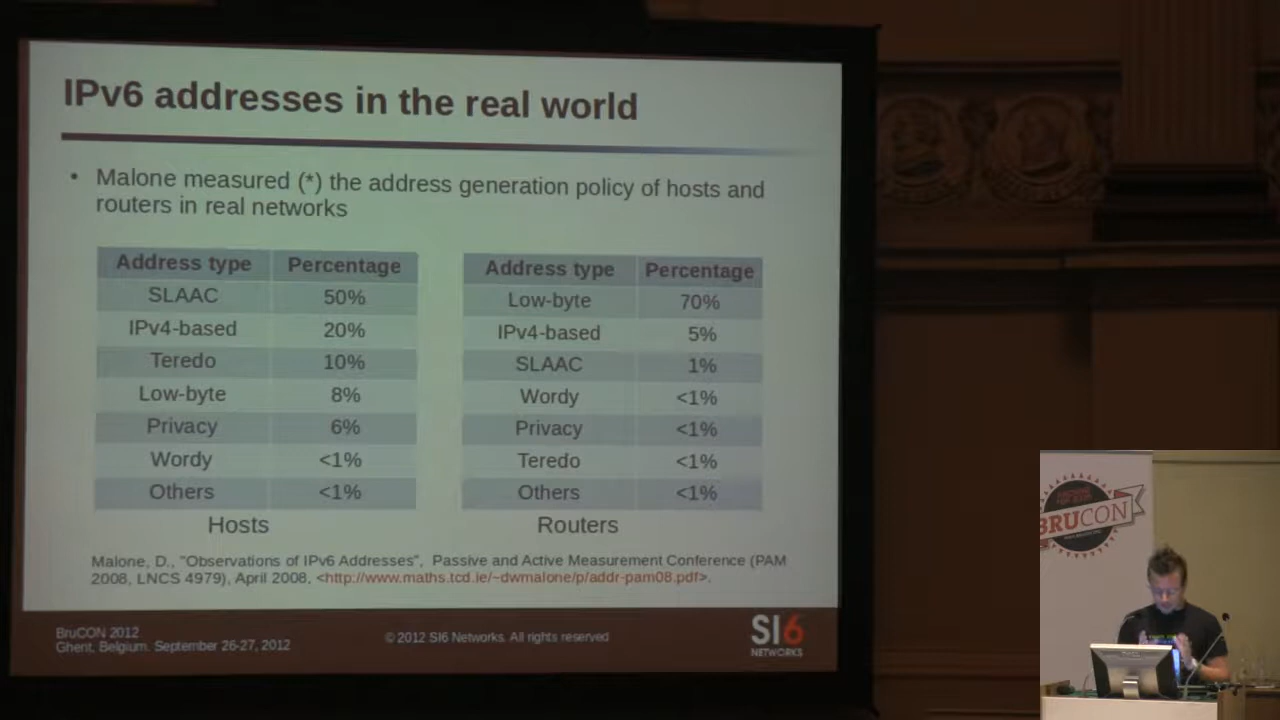 IPv6 addresses in the real world
• Malone measured (*) the address generation policy of hosts and
routers in real networks
Address type Percentage
SLAAC 50%
IPv4-based 20%
Teredo 10%
Low-byte 8%
Privacy 6%
Wordy <1%
Others <1%
Hosts
Address type Percentage
Low-byte 70%
IPv4-based 5%
SLAAC 1%
Wordy <1%
Privacy <1%
Teredo <1%
Others <1%
Routers
Malone, D., "Observations of IPv6 Addresses", Passive and Active Measurement Conference (PAM
2008, LNCS 4979), April 2008, <http://www.maths.tcd.ie/~dwmalone/p/addr-pam08.pdf>.
BruCON 2012
Ghent, Belgium. September 26-27, 2012
© 2012 SI6 Networks. All rights reserved
SI6
NETWORKS
BRUCON